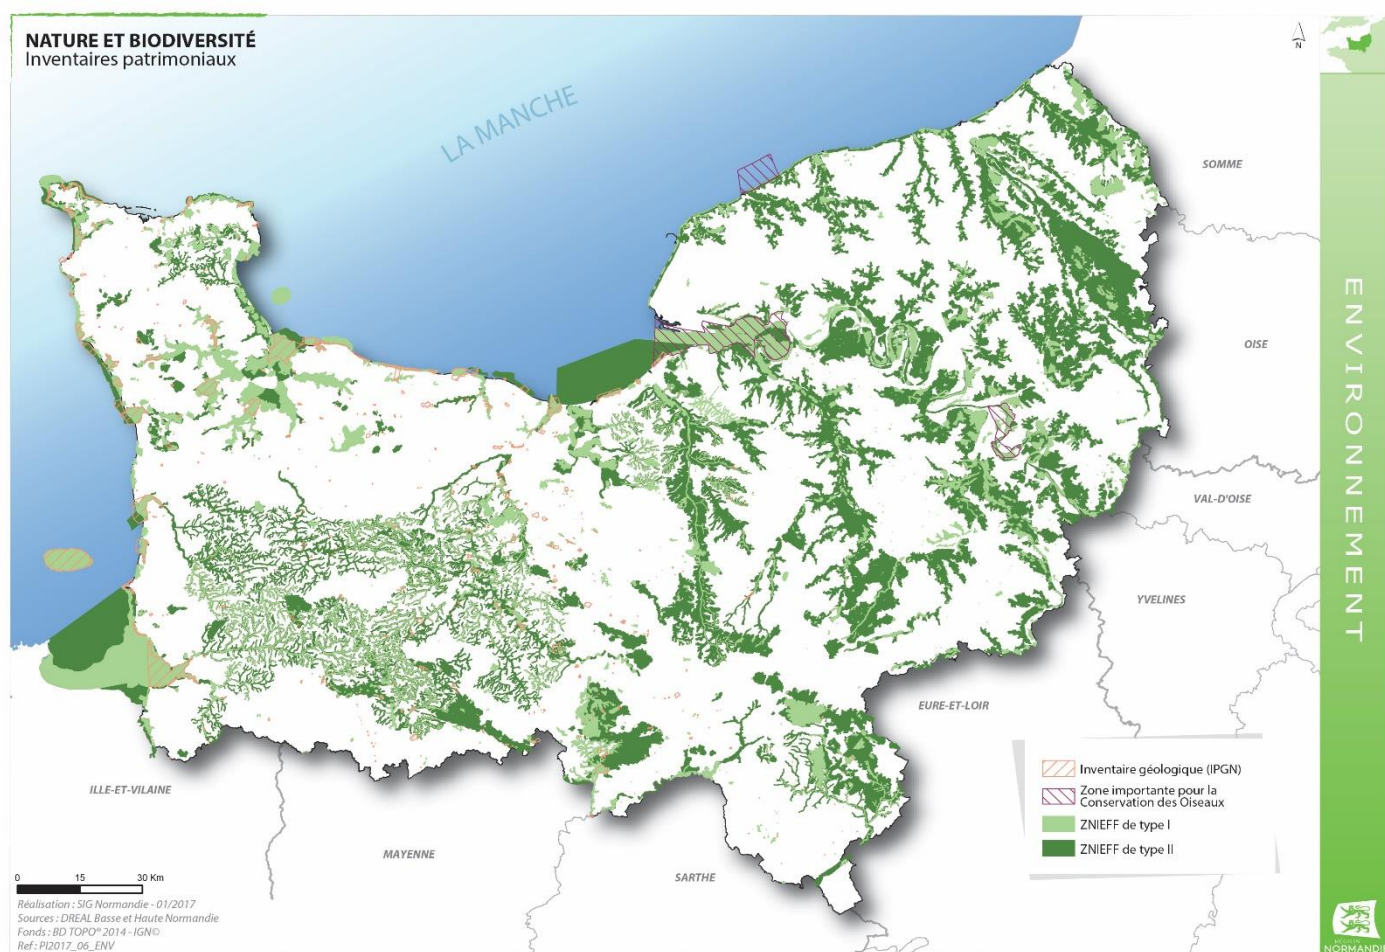 NATURE ET BIODIVERSITÉ
Inventaires patrimoniaux
N
LA MANCHE
SOMME
OISE
VAL-D'OISE
YVELINES
EURE-ET-LOIR
ILLE-ET-VILAINE
MAYENNE
SARTHE
ENVIRONNEMENT
Inventaire géologique (IPGN)
Zone importante pour la
Conservation des Oiseaux
ZNIEFF de type I
ZNIEFF de type II
0 15 30 Km
Réalisation : SIG Normandie - 01/2017
Sources : DREAL Basse et Haute Normandie
Fonds : BD TOPO® 2014 - IGN©
Ref : PI2017_06_ENV
RÉGION
NORMANDIE